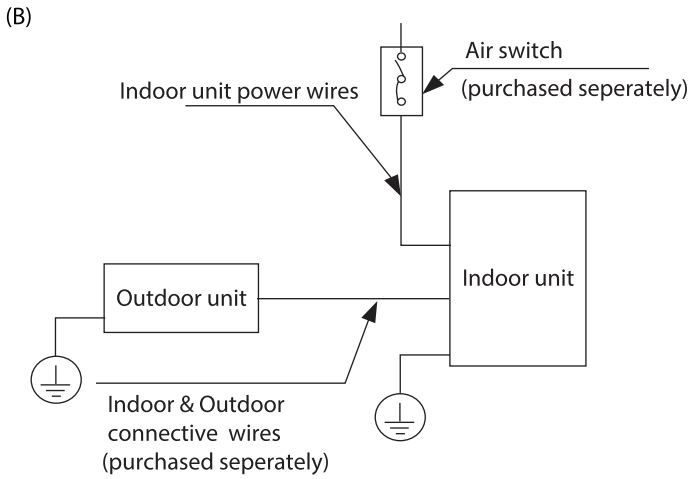 (B)
Air switch
(purchased seperately)
Indoor unit power wires
Indoor unit
Outdoor unit
Indoor & Outdoor
connective wires
(purchased seperately)